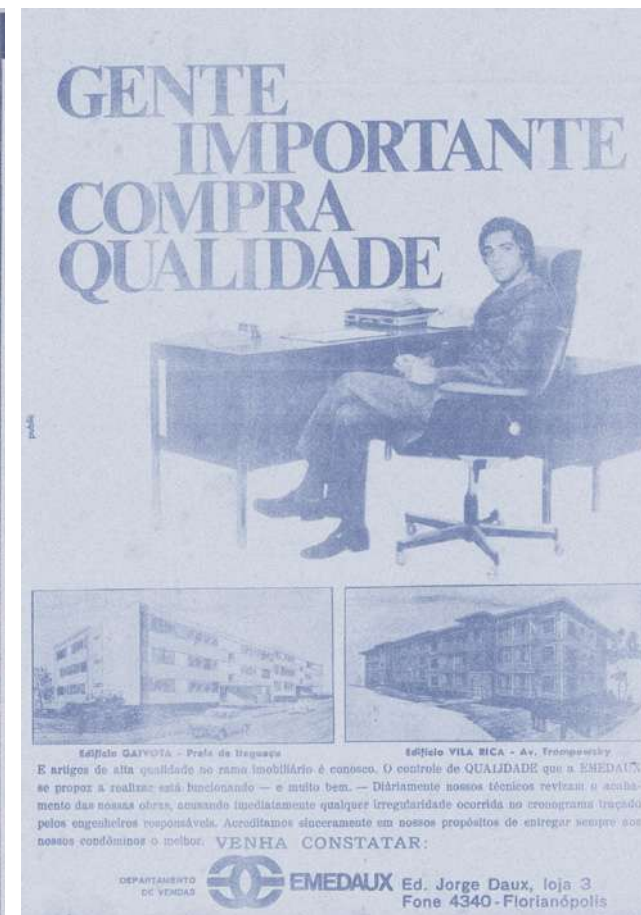 GENTE
IMPORTANTE
COMPRA
QUALIDADE
public
Edifício GAIVOTA - Praia de Itaguaçu
Edifício VILA RICA - Av. Trompowsky
E artigos de alta qualidade no ramo imobiliário é conosco. O contrôle de QUALIDADE que a EMEDAUX
se propoz a realizar está funcionando — e muito bem. — Diáriamente nossos técnicos revizam o acaba-
mento das nossas obras, acusando imediatamente qualquer irregularidade ocorrida no cronograma traçado
pelos engenheiros responsáveis. Acreditamos sinceramente em nossos propósitos de entregar sempre aos
nossos condôminos o melhor. VENHA CONSTATAR:
DEPARTAMENTO
DE VENDAS
EMEDAUX
Ed. Jorge Daux, loja 3
Fone 4340 - Florianópolis